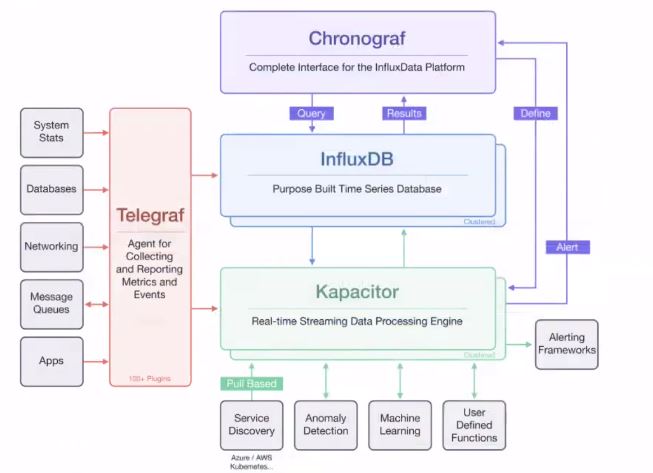 Chronograf
Complete Interface for the InfluxData Platform
Query
Results
Define
System
Stats
Databases
Networking
Message
Queues
Apps
Telegraf
Agent for
Collecting
and Reporting
Metrics and
Events
100+ Plugins
InfluxDB
Purpose Built Time Series Database
Clustered
Alert
Kapacitor
Real-time Streaming Data Processing Engine
Clustered
Alerting
Frameworks
Pull Based
Service
Discovery
Azure / AWS
Kubernetes...
Anomaly
Detection
Machine
Learning
User
Defined
Functions